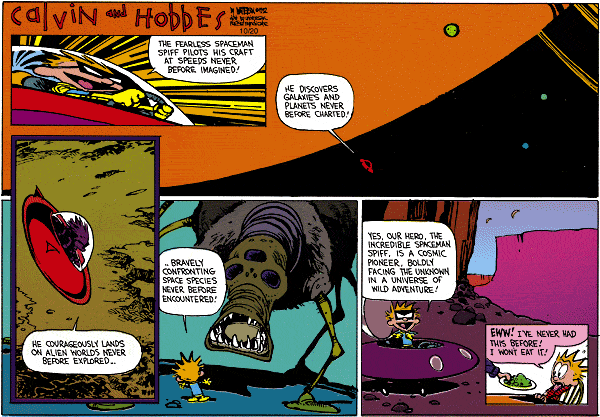 Calvin and Hobbes
10/20
THE FEARLESS SPACEMAN
SPIFF PILOTS HIS CRAFT
AT SPEEDS NEVER
BEFORE IMAGINED!
HE DISCOVERS
GALAXIES AND
PLANETS NEVER
BEFORE CHARTED!
HE COURAGEOUSLY LANDS
ON ALIEN WORLDS NEVER
BEFORE EXPLORED...
...BRAVELY
CONFRONTING
SPACE SPECIES
NEVER BEFORE
ENCOUNTERED!
YES, OUR HERO, THE
INCREDIBLE SPACEMAN
SPIFF, IS A COSMIC
PIONEER, BOLDLY
FACING THE UNKNOWN
IN A UNIVERSE OF
WILD ADVENTURE!
EWW! I'VE NEVER HAD
THIS BEFORE!
I WON'T EAT IT!